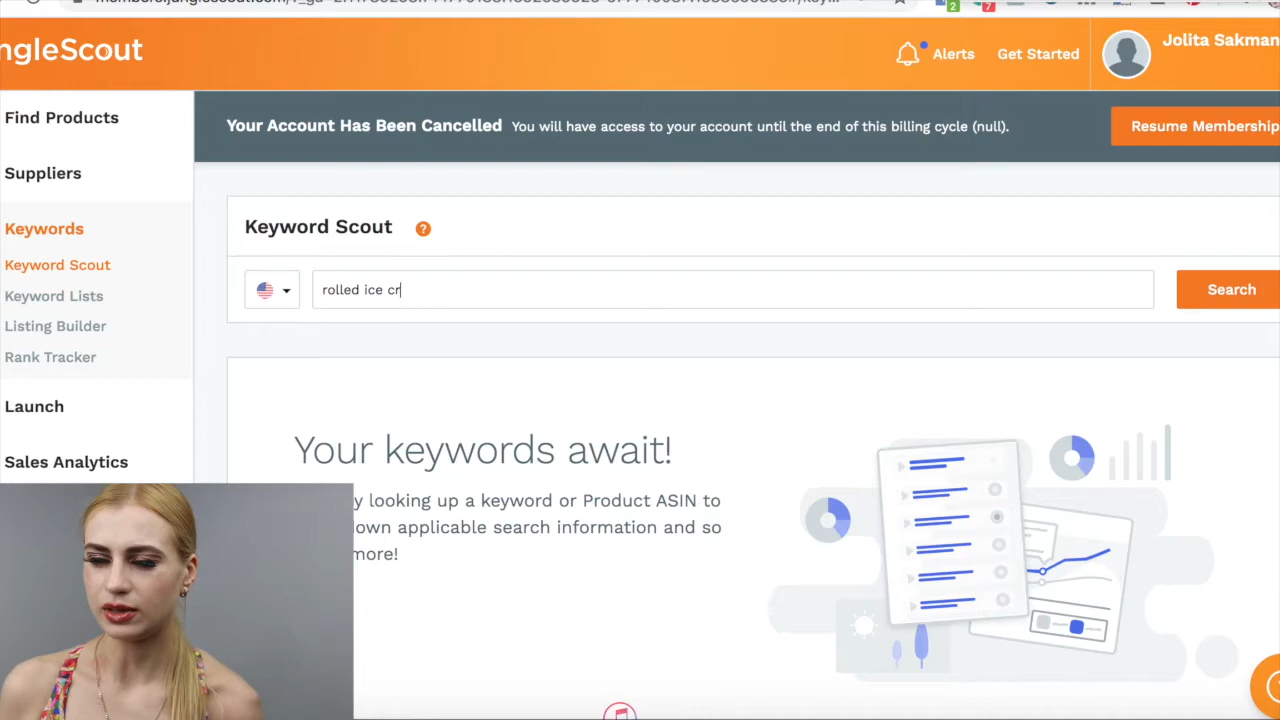 2
7
ngleScout
Alerts
Get Started
Jolita Sakman
Find Products
Suppliers
Keywords
Keyword Scout
Keyword Lists
Listing Builder
Rank Tracker
Launch
Sales Analytics
Your Account Has Been Cancelled You will have access to your account until the end of this billing cycle (null).
Resume Membership
Keyword Scout ?
rolled ice cr
Search
Your keywords await!
y looking up a keyword or Product ASIN to
own applicable search information and so
more!